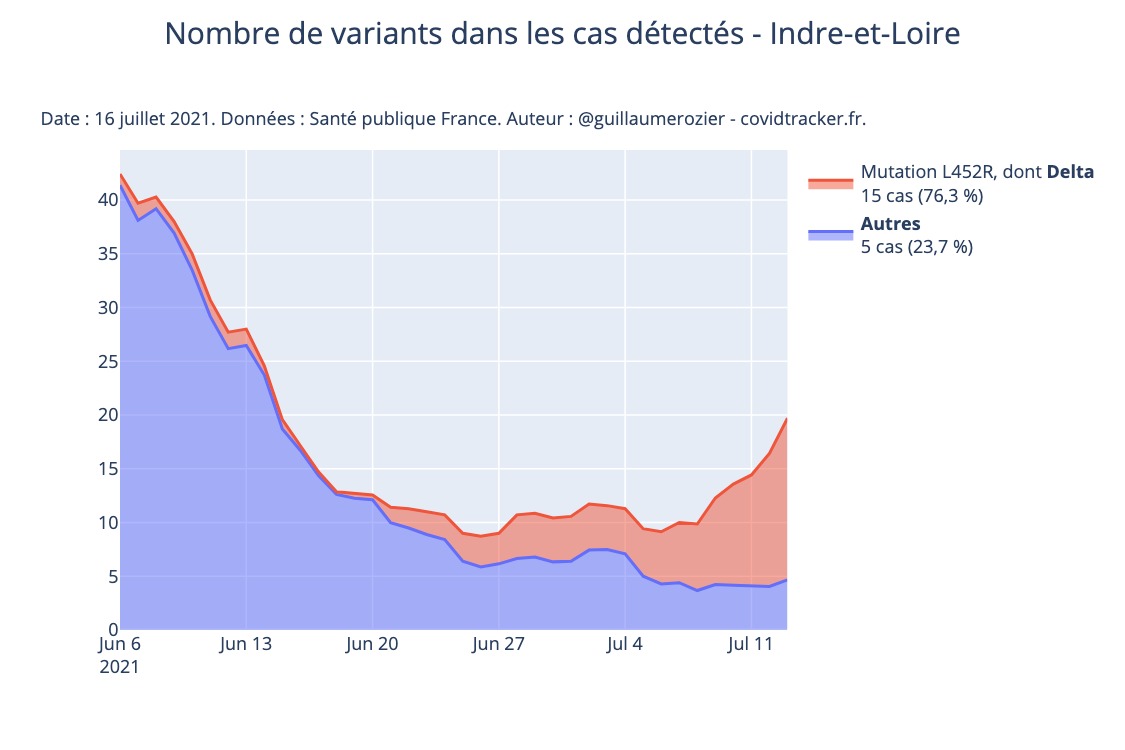 Nombre de variants dans les cas détectés - Indre-et-Loire
Date : 16 juillet 2021. Données : Santé publique France. Auteur : @guillaumerozier - covidtracker.fr.
Mutation L452R, dont Delta
15 cas (76,3 %)
Autres
5 cas (23,7 %)
40
35
30
25
20
15
10
5
0
Jun 6 Jun 13 Jun 20 Jun 27 Jul 4 Jul 11
2021